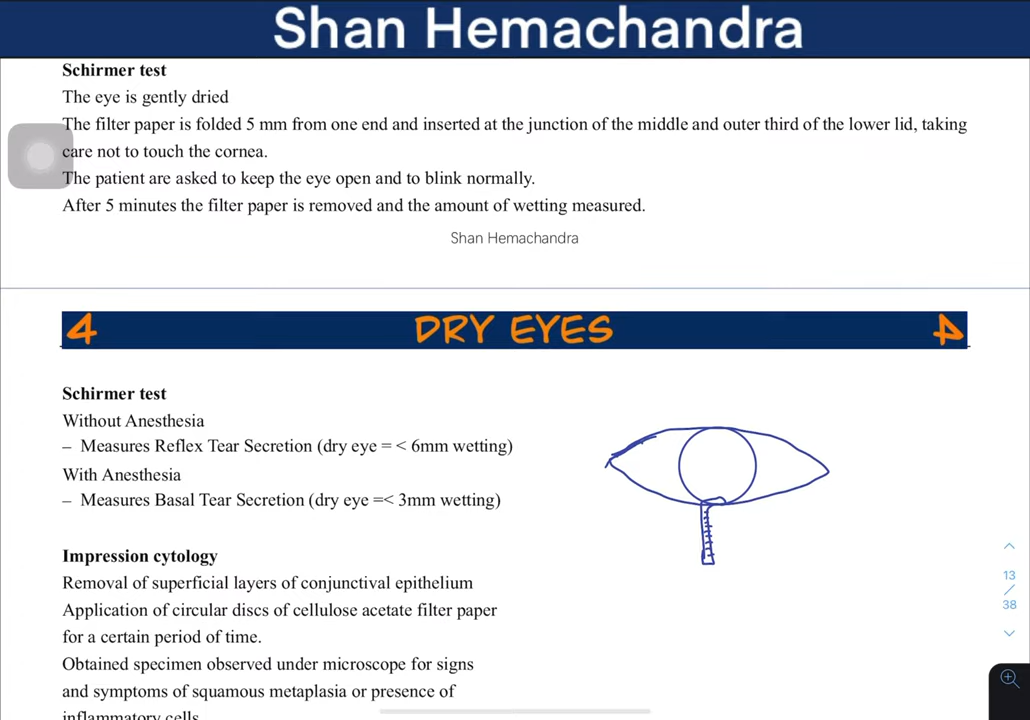 Shan Hemachandra
Schirmer test
The eye is gently dried
The filter paper is folded 5 mm from one end and inserted at the junction of the middle and outer third of the lower lid, taking
care not to touch the cornea.
The patient are asked to keep the eye open and to blink normally.
After 5 minutes the filter paper is removed and the amount of wetting measured.
Shan Hemachandra
4 DRY EYES 4
Schirmer test
Without Anesthesia
– Measures Reflex Tear Secretion (dry eye = < 6mm wetting)
With Anesthesia
– Measures Basal Tear Secretion (dry eye =< 3mm wetting)
Impression cytology
Removal of superficial layers of conjunctival epithelium
Application of circular discs of cellulose acetate filter paper
for a certain period of time.
Obtained specimen observed under microscope for signs
and symptoms of squamous metaplasia or presence of
inflammatory cells
13
/
38